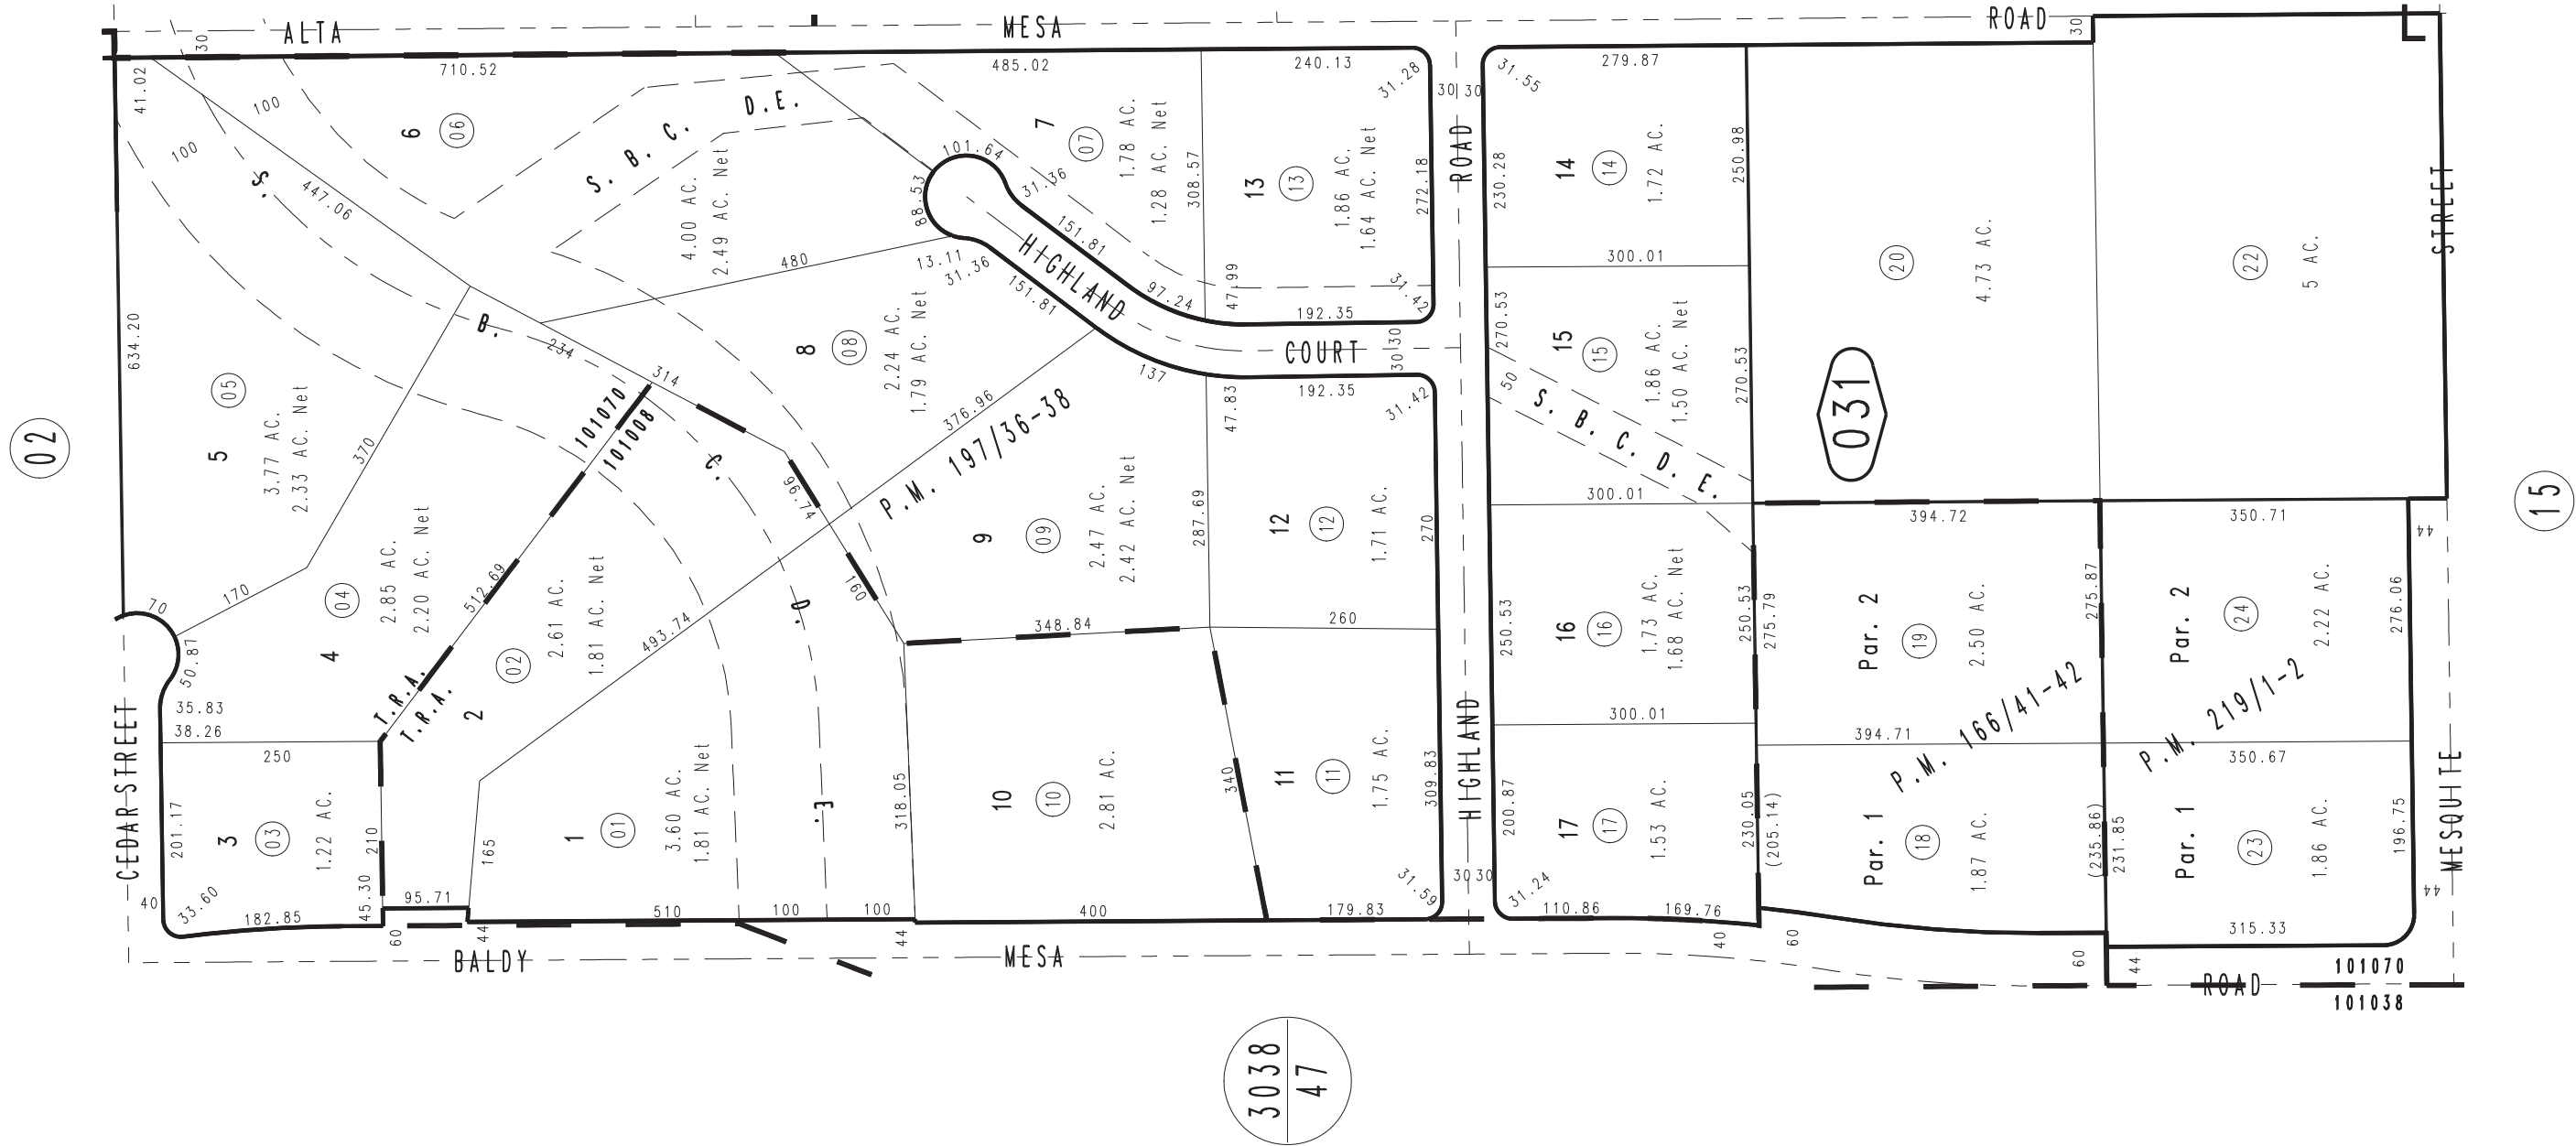 ALTA MESA ROAD
30
30
710.52
485.02
240.13
31.28
30 30
31.55
279.87
41.02
100
100
S. B. C. D. E.
447.06
6
06
4.00 AC.
2.49 AC. Net
S. B. C. D.E.
101.64
88.53
31.36
151.81
97.24
7
07
1.78 AC.
1.28 AC. Net
308.57
47.99
13
13
1.86 AC.
1.64 AC. Net
272.18
31.42
192.35
HIGHLAND COURT
30 30
HIGHLAND ROAD
230.28
14
14
1.72 AC.
250.98
300.01
20
4.73 AC.
22
5 AC.
MESQUITE STREET
634.20
5
05
3.77 AC.
2.33 AC. Net
370
170
70
234
314
480
13.11
31.36
151.81
137
8
08
2.24 AC.
1.79 AC. Net
376.96
P.M. 197/36-38
192.35
31.42
47.83
270.53
15
15
1.86 AC.
1.50 AC. Net
270.53
50
S. B. C. D. E.
300.01
031
02
15
101070
101008
96.74
160
4
04
2.85 AC.
2.20 AC. Net
512.69
T.R.A.
T.R.A.
50.87
35.83
38.26
250
2
02
2.61 AC.
1.81 AC. Net
493.74
9
09
2.47 AC.
2.42 AC. Net
287.69
348.84
12
12
1.71 AC.
270
260
250.53
16
16
1.73 AC.
1.68 AC. Net
250.53
275.79
300.01
394.72
Par. 2
19
2.50 AC.
275.87
394.71
P.M. 166/41-42
350.71
44
Par. 2
24
2.22 AC.
276.06
P.M. 219/1-2
350.67
CEDAR STREET
201.17
3
03
1.22 AC.
210
45.30
40
33.60
182.85
95.71
165
1
01
3.60 AC.
1.81 AC. Net
318.05
510
100
100
10
10
2.81 AC.
400
340
11
11
1.75 AC.
309.83
31.59
179.83
30 30
200.87
17
17
1.53 AC.
230.05
(205.14)
31.24
110.86
169.76
Par. 1
18
1.87 AC.
(235.86)
231.85
Par. 1
23
1.86 AC.
196.75
44
315.33
60
44
44
40
60
60
44
BALDY MESA ROAD
101070
101038
3038
47